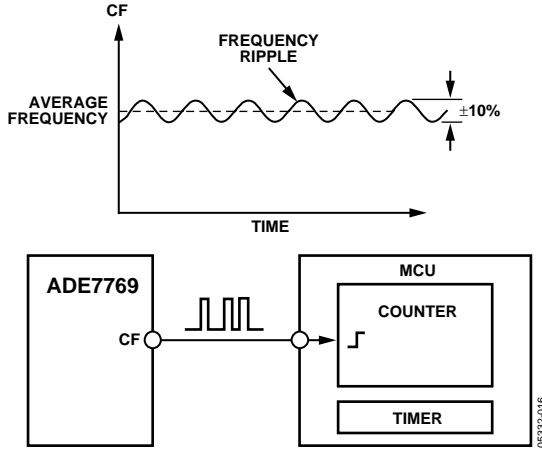 CF
FREQUENCY
RIPPLE
AVERAGE
FREQUENCY
±10%
TIME
ADE7769
CF
MCU
COUNTER
TIMER
05332-016